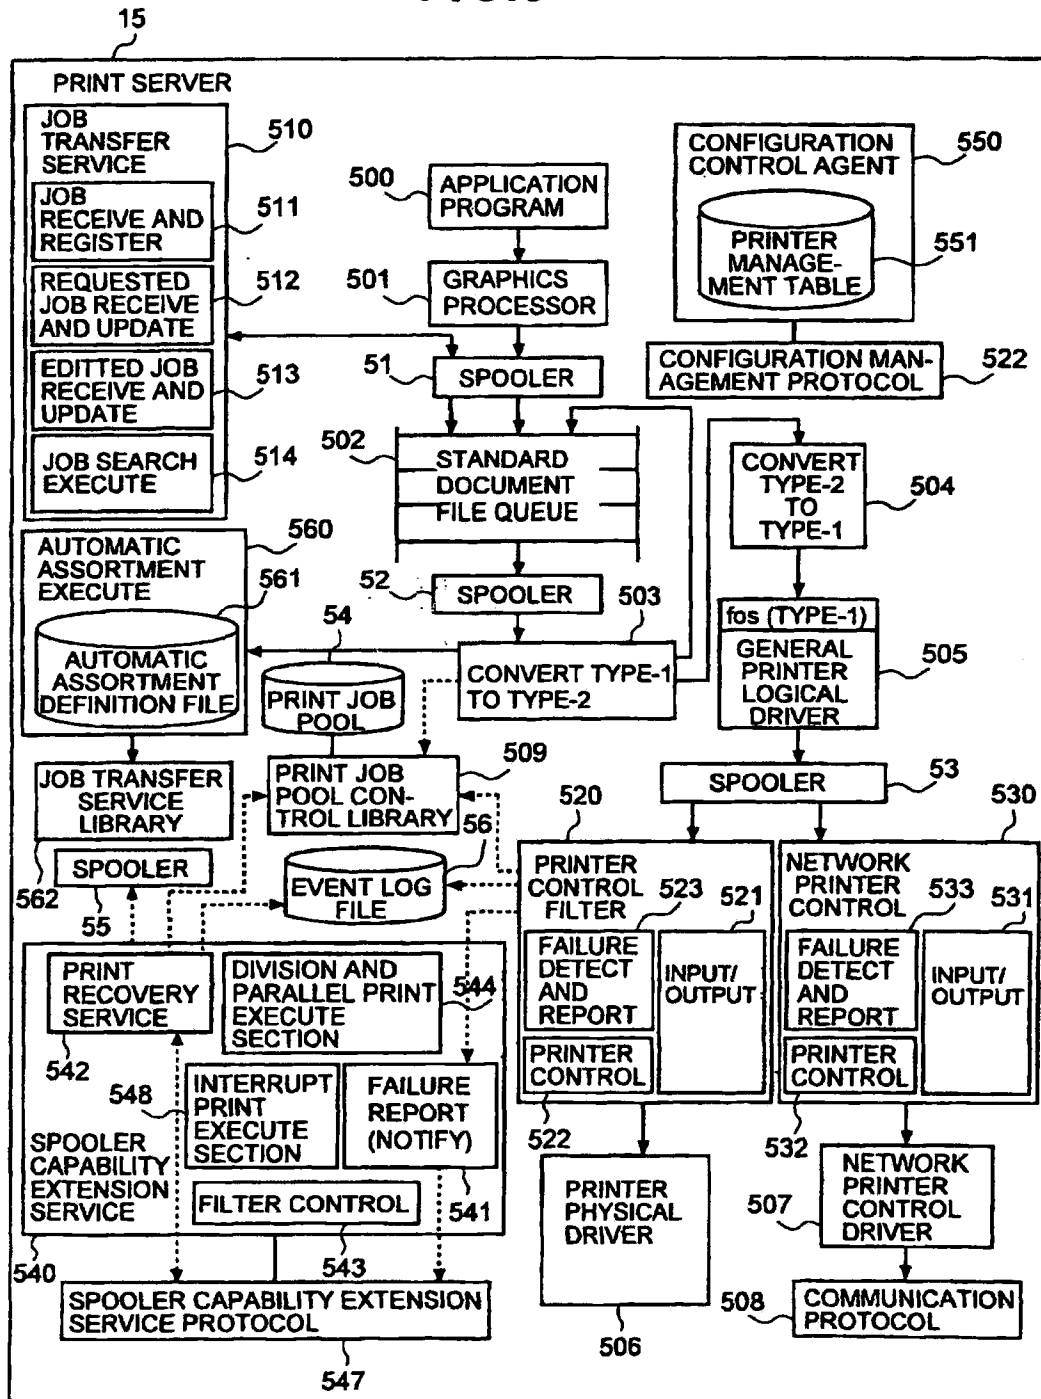 15
PRINT SERVER
JOB
TRANSFER
SERVICE
510
JOB
RECEIVE AND
REGISTER
511
REQUESTED
JOB RECEIVE
AND UPDATE
512
EDITTED JOB
RECEIVE AND
UPDATE
513
JOB SEARCH
EXECUTE
514
500
APPLICATION
PROGRAM
501
GRAPHICS
PROCESSOR
51
SPOOLER
502
STANDARD
DOCUMENT
FILE QUEUE
52
SPOOLER
503
CONVERT TYPE-1
TO TYPE-2
CONFIGURATION
CONTROL AGENT
550
PRINTER
MANAGE-
MENT TABLE
551
CONFIGURATION MAN-
AGEMENT PROTOCOL
522
CONVERT
TYPE-2
TO
TYPE-1
504
fos (TYPE-1)
GENERAL
PRINTER
LOGICAL
DRIVER
505
SPOOLER
53
AUTOMATIC
ASSORTMENT
EXECUTE
560
561
AUTOMATIC
ASSORTMENT
DEFINITION FILE
54
PRINT JOB
POOL
JOB TRANSFER
SERVICE
LIBRARY
562
PRINT JOB
POOL CON-
TROL LIBRARY
509
SPOOLER
55
EVENT LOG
FILE
56
520
PRINTER
CONTROL
FILTER
523
521
FAILURE
DETECT
AND
REPORT
INPUT/
OUTPUT
PRINTER
CONTROL
522
530
NETWORK
PRINTER
CONTROL
533
531
FAILURE
DETECT
AND
REPORT
INPUT/
OUTPUT
PRINTER
CONTROL
532
PRINT
RECOVERY
SERVICE
542
DIVISION AND
PARALLEL PRINT
EXECUTE
SECTION
544
548
INTERRUPT
PRINT
EXECUTE
SECTION
FAILURE
REPORT
(NOTIFY)
541
SPOOLER
CAPABILITY
EXTENSION
SERVICE
540
FILTER CONTROL
543
SPOOLER CAPABILITY EXTENSION
SERVICE PROTOCOL
547
PRINTER
PHYSICAL
DRIVER
506
507
NETWORK
PRINTER
CONTROL
DRIVER
508
COMMUNICATION
PROTOCOL